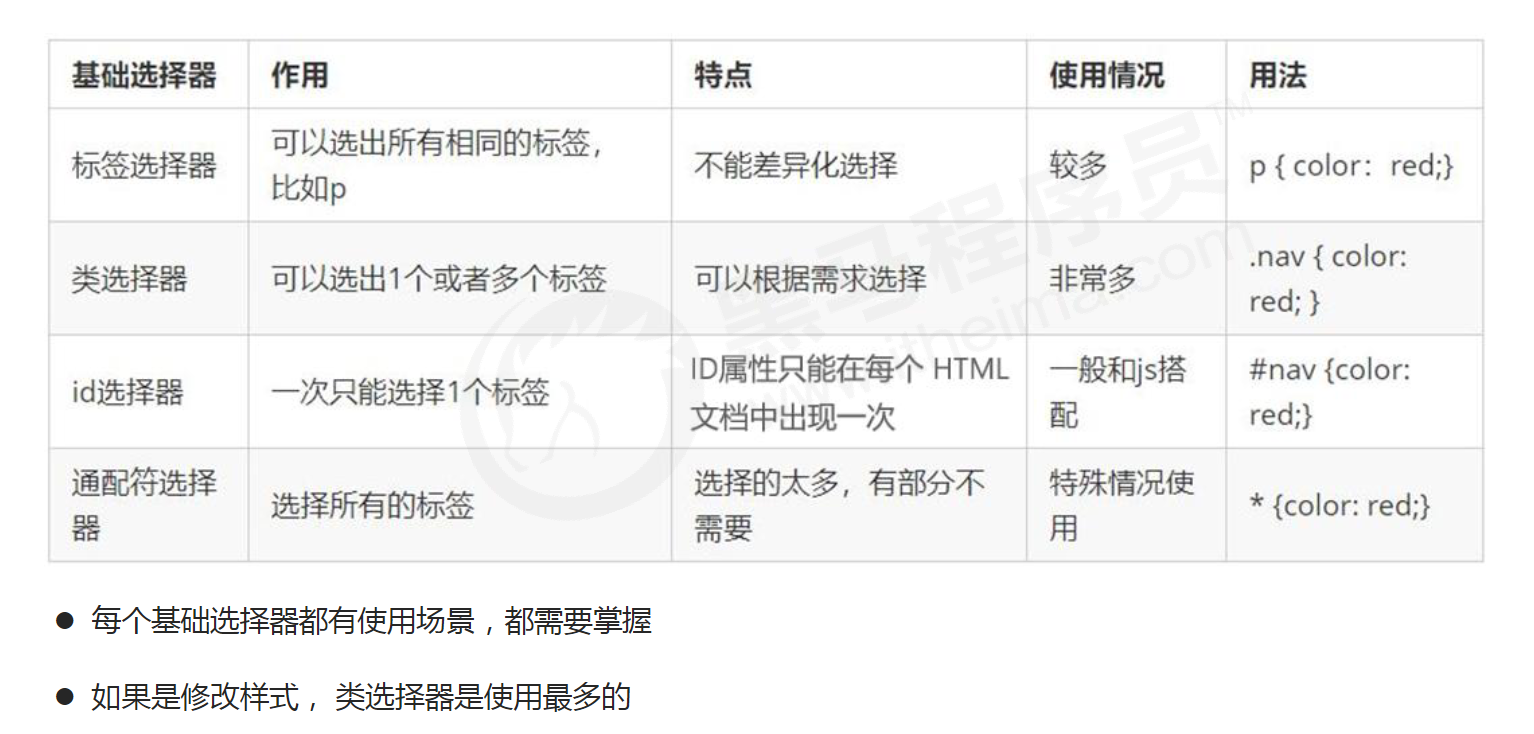 基础选择器 作用 特点 使用情况 用法
标签选择器 可以选出所有相同的标签，
比如p 不能差异化选择 较多 p { color：red;}
类选择器 可以选出1个或者多个标签 可以根据需求选择 非常多 .nav { color:
red; }
id选择器 一次只能选择1个标签 ID属性只能在每个 HTML
文档中出现一次 一般和js搭
配 #nav {color:
red;}
通配符选择
器 选择所有的标签 选择的太多，有部分不
需要 特殊情况使
用 * {color: red;}
● 每个基础选择器都有使用场景，都需要掌握
● 如果是修改样式， 类选择器是使用最多的
黑马程序员™
www.itheima.com